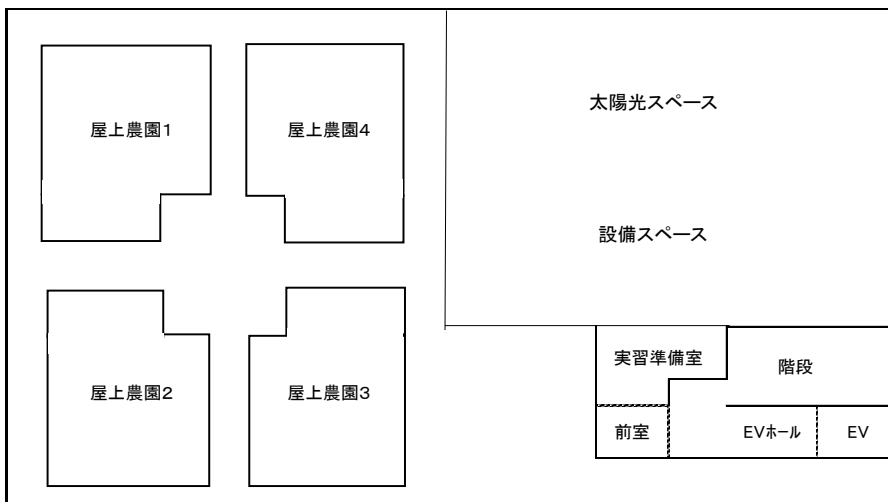 太陽光スペース
屋上農園1
屋上農園4
設備スペース
実習準備室
階段
屋上農園2
屋上農園3
前室
EVホール
EV